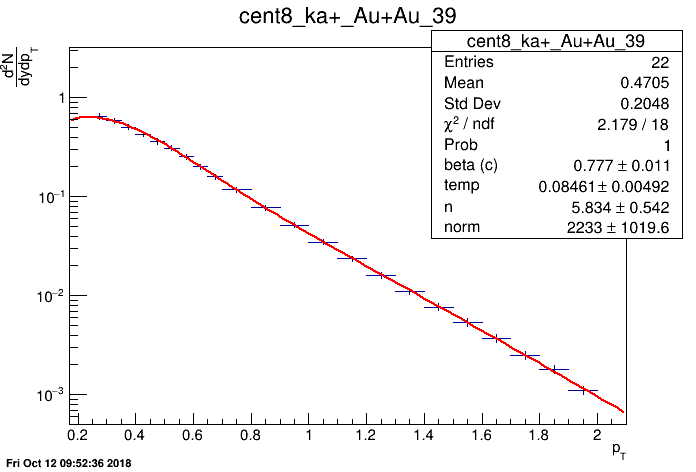 cent8_ka+_Au+Au_39
d²N
dydp_T
cent8_ka+_Au+Au_39
Entries 22
Mean 0.4705
Std Dev 0.2048
χ² / ndf 2.179 / 18
Prob 1
beta (c) 0.777 ± 0.011
temp 0.08461 ± 0.00492
n 5.834 ± 0.542
norm 2233 ± 1019.6
1
10⁻¹
10⁻²
10⁻³
0.2 0.4 0.6 0.8 1 1.2 1.4 1.6 1.8 2
p_T
Fri Oct 12 09:52:36 2018